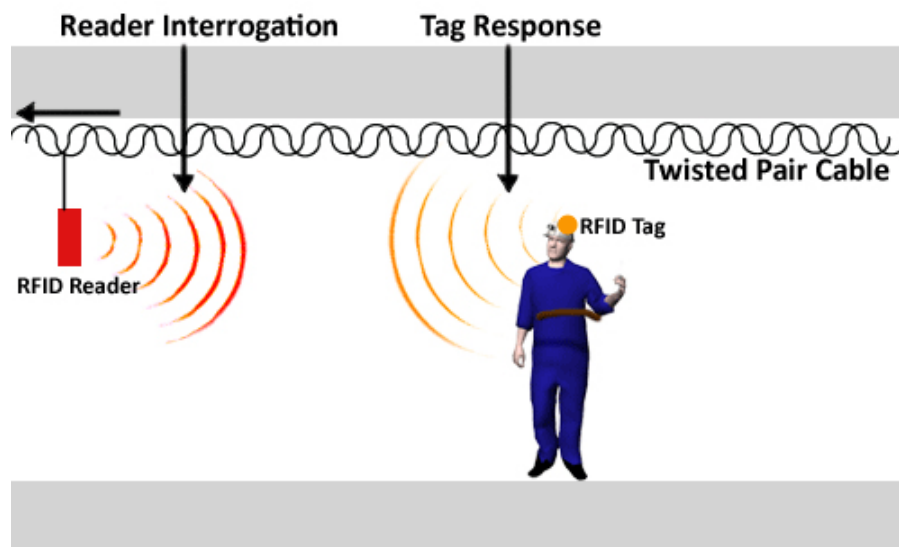 Reader Interrogation
Tag Response
Twisted Pair Cable
RFID Tag
RFID Reader